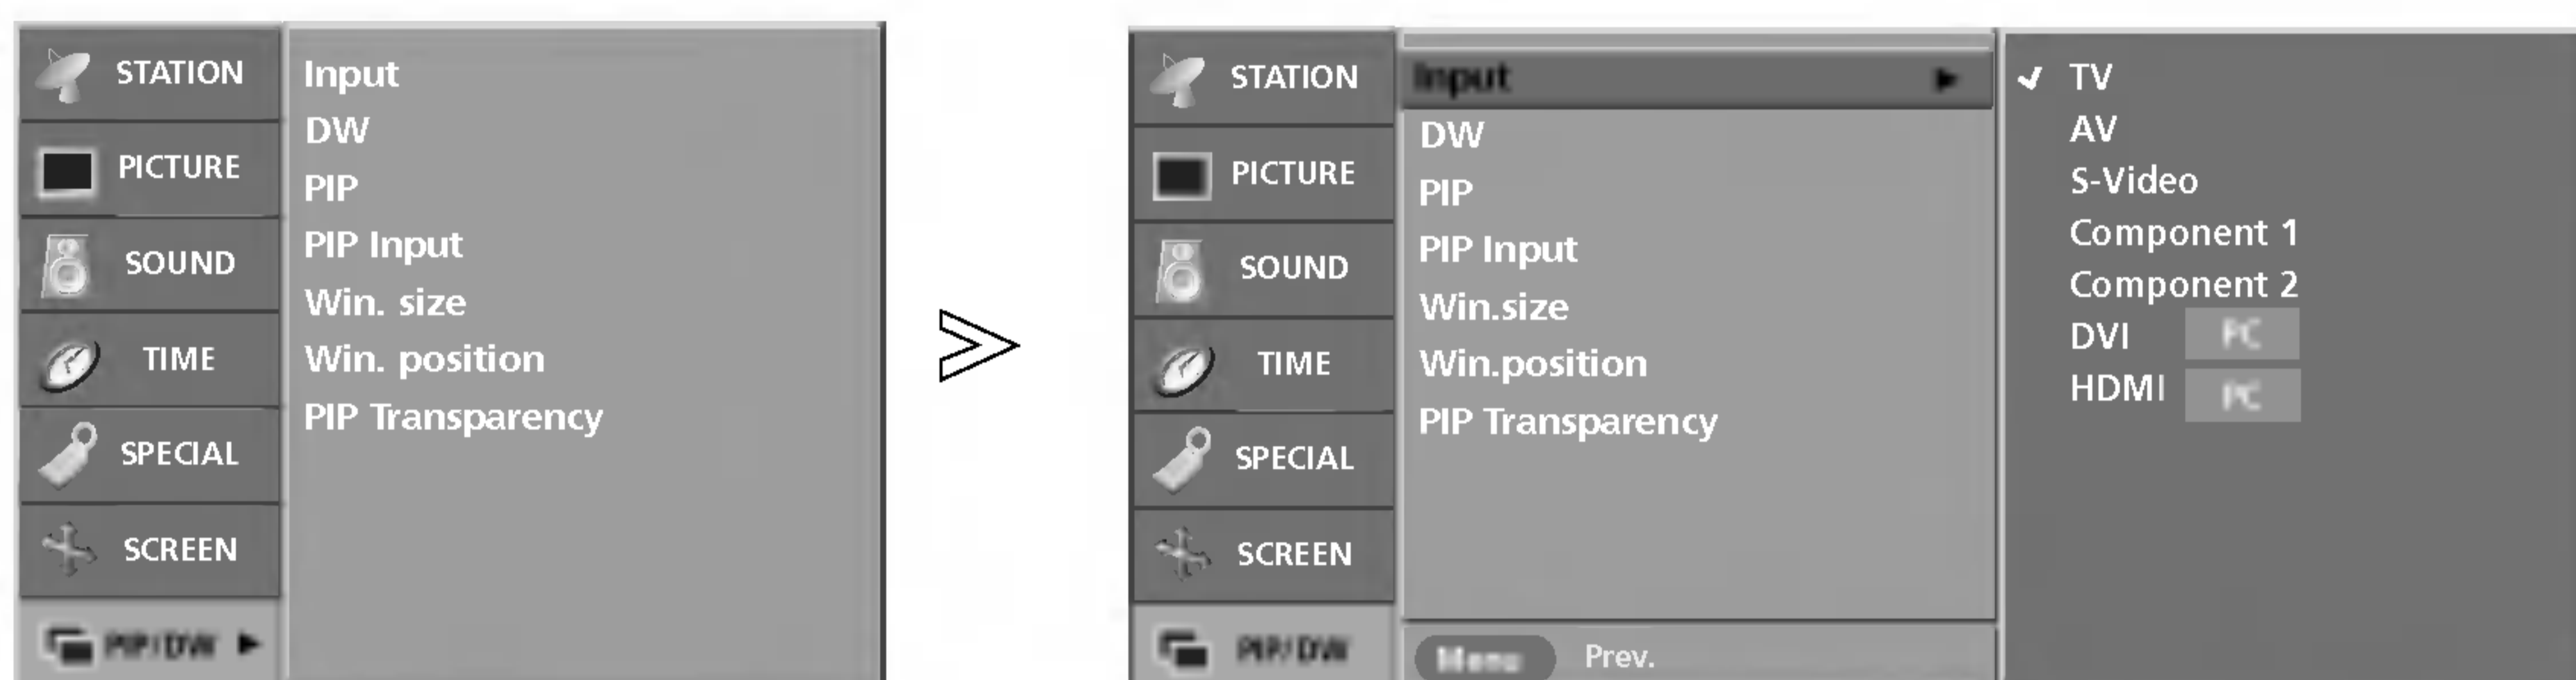 STATION
PICTURE
SOUND
TIME
SPECIAL
SCREEN
PIP/DW
Input
DW
PIP
PIP Input
Win. size
Win. position
PIP Transparency
STATION
PICTURE
SOUND
TIME
SPECIAL
SCREEN
PIP/DW
Input
DW
PIP
PIP Input
Win.size
Win.position
PIP Transparency
Menu Prev.
TV
AV
S-Video
Component 1
Component 2
DVI PC
HDMI PC